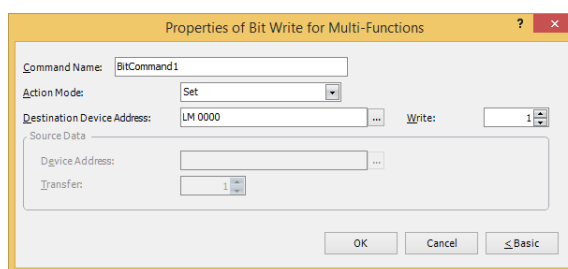 Properties of Bit Write for Multi-Functions ? ×
Command Name: BitCommand1
Action Mode: Set
Destination Device Address: LM 0000 ... Write: 1
Source Data
Device Address: ...
Transfer: 1
OK Cancel < Basic